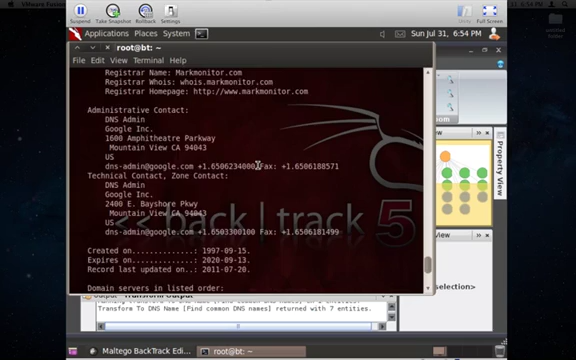 VMware Fusion
Suspend
Take Snapshot
Rollback
Settings
Unity
Full Screen
Applications Places System
Sun Jul 31, 6:54 PM
root@bt: ~
File Edit View Terminal Help
Registrar Name: Markmonitor.com
Registrar Whois: whois.markmonitor.com
Registrar Homepage: http://www.markmonitor.com
Administrative Contact:
DNS Admin
Google Inc.
1600 Amphitheatre Parkway
Mountain View CA 94043
US
dns-admin@google.com +1.6506234000 Fax: +1.6506188571
Technical Contact, Zone Contact:
DNS Admin
Google Inc.
2400 E. Bayshore Pkwy
Mountain View CA 94043
US
dns-admin@google.com +1.6503300100 Fax: +1.6506181499
Created on..............: 1997-09-15.
Expires on..............: 2020-09-13.
Record last updated on..: 2011-07-20.
Domain servers in listed order:
<< back | track 5
Property View
<selection>
Transform To DNS Name [Find common DNS names] returned with 7 entities.
Maltego BackTrack Edi...
root@bt: ~